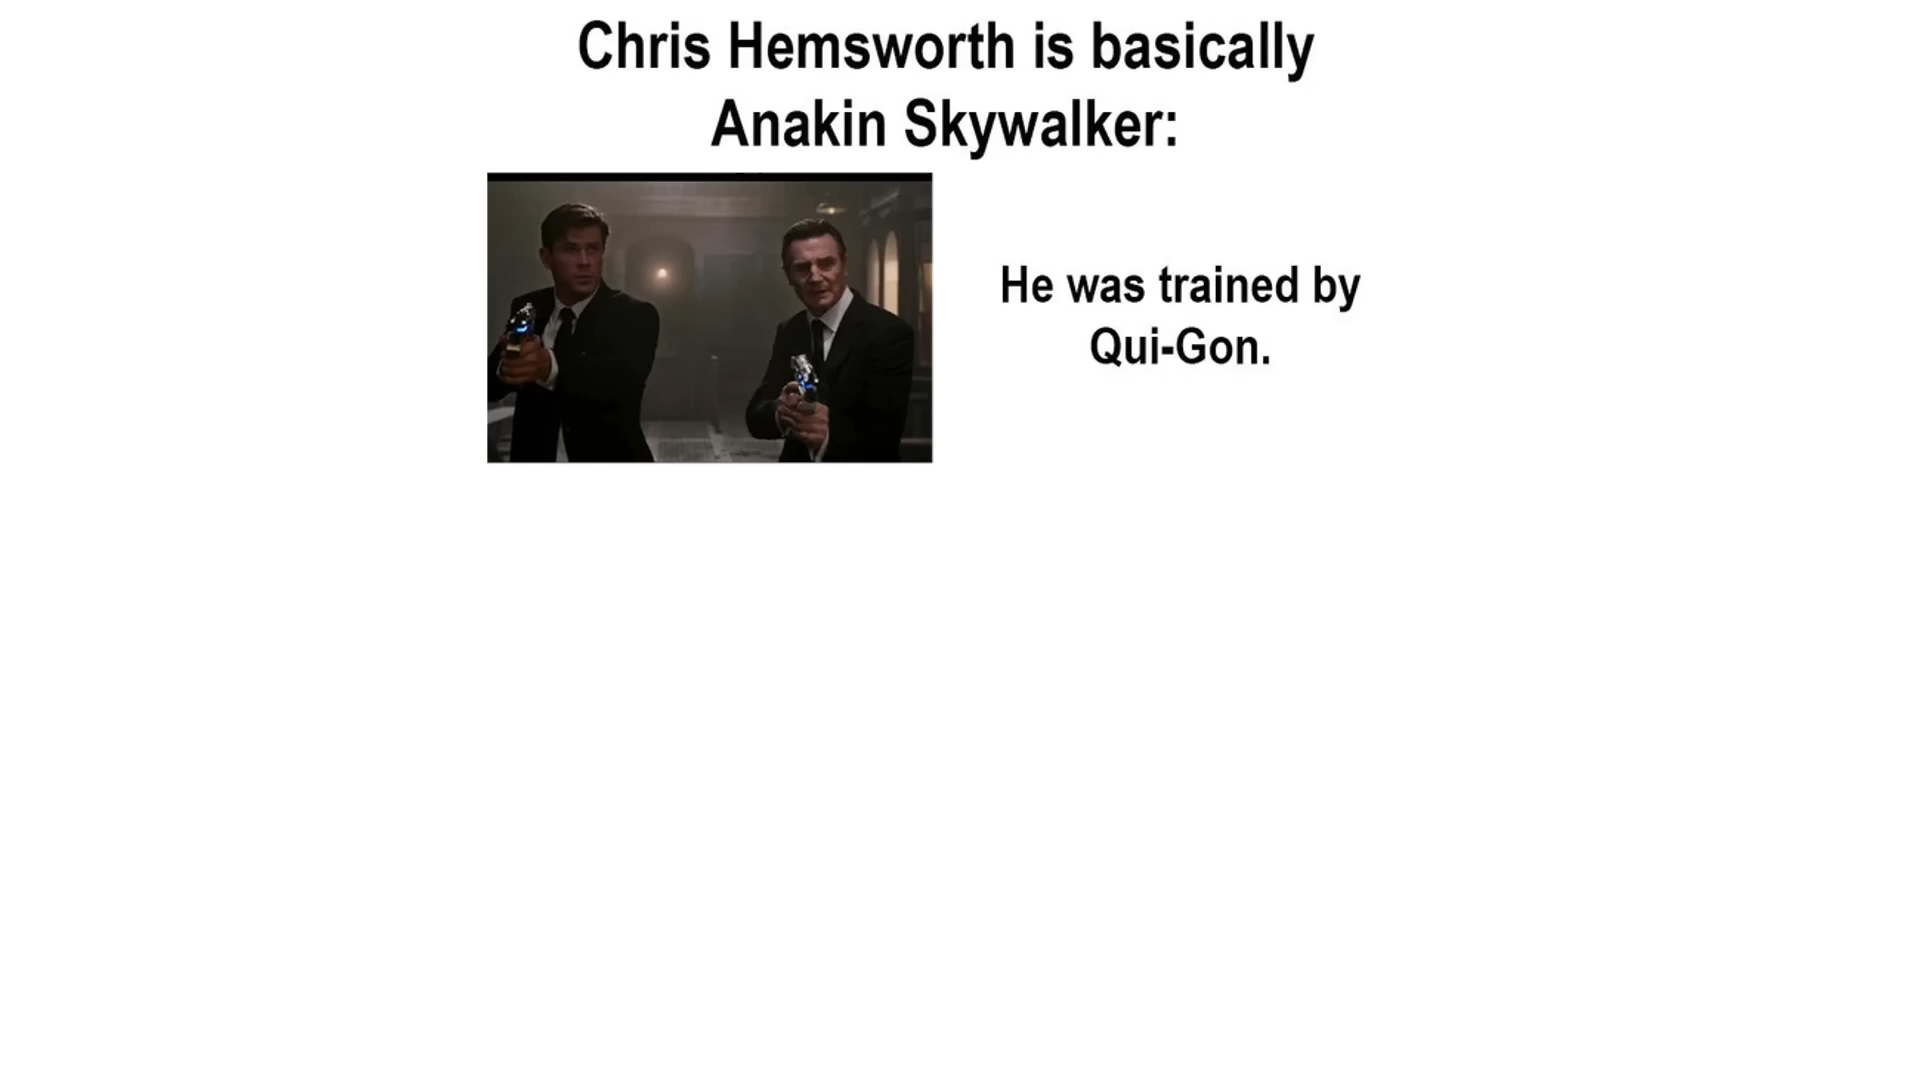 Chris Hemsworth is basically
Anakin Skywalker:
He was trained by
Qui-Gon.